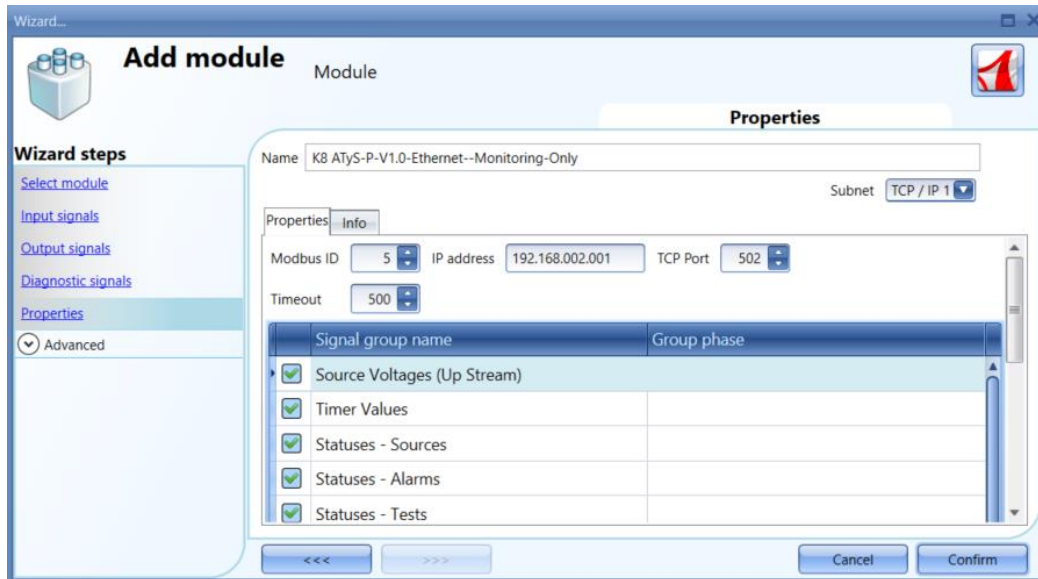 Wizard...
Add module
Module
Properties
Wizard steps
Select module
Input signals
Output signals
Diagnostic signals
Properties
Advanced
Name K8 ATyS-P-V1.0-Ethernet--Monitoring-Only
Subnet TCP / IP 1
Properties Info
Modbus ID 5 IP address 192.168.002.001 TCP Port 502
Timeout 500
Signal group name Group phase
Source Voltages (Up Stream)
Timer Values
Statuses - Sources
Statuses - Alarms
Statuses - Tests
<<< >>> Cancel Confirm